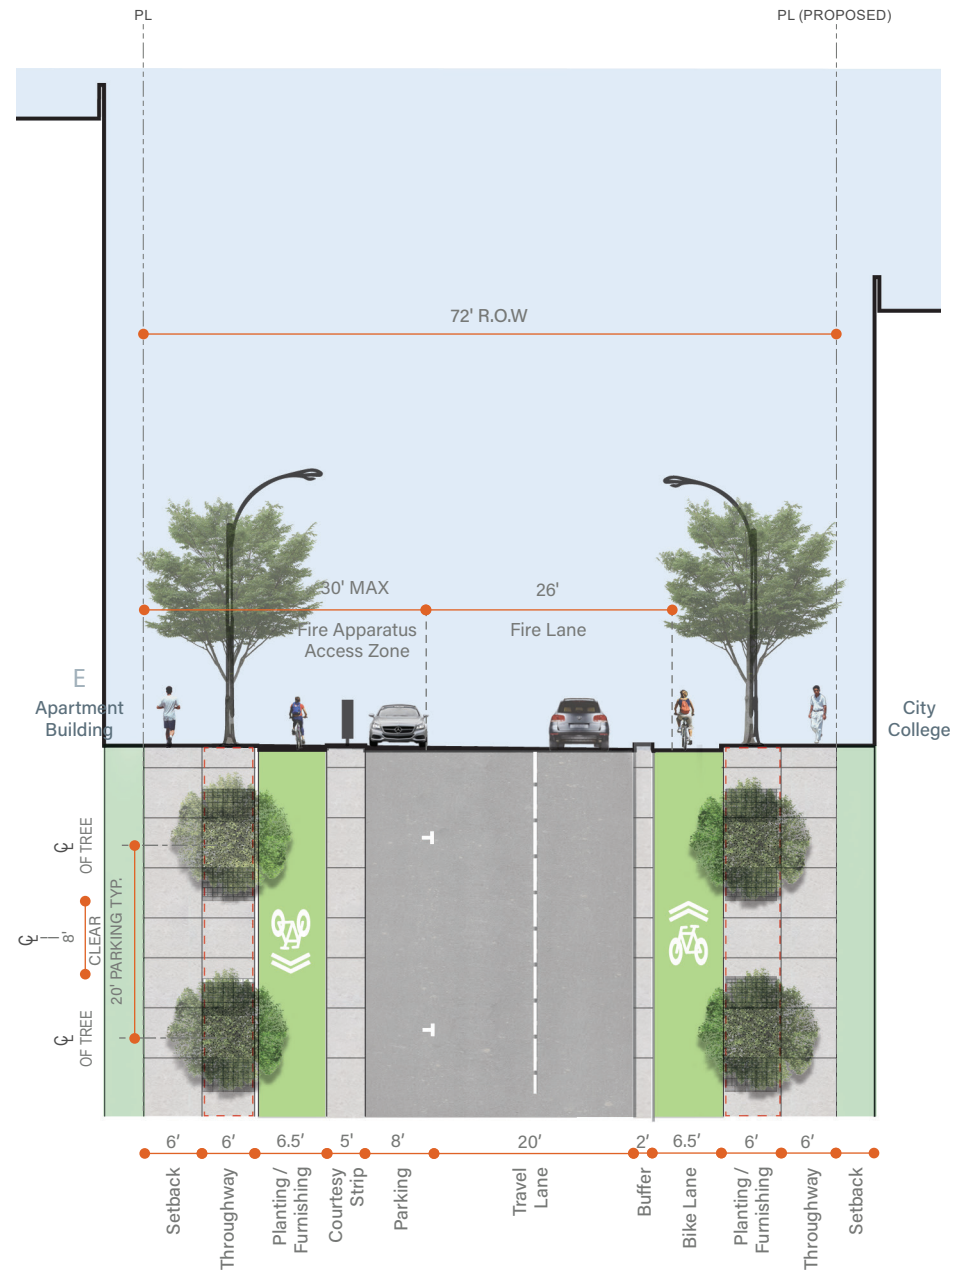 PL
PL (PROPOSED)
72' R.O.W
30' MAX
26'
Fire Apparatus
Access Zone
Fire Lane
E
Apartment
Building
City
College
℄
OF TREE
20' PARKING TYP.
℄
8'
CLEAR
℄
OF TREE
6' 6' 6.5' 5' 8' 20' 2' 6.5' 6' 6'
Setback
Throughway
Planting /
Furnishing
Courtesy
Strip
Parking
Travel
Lane
Buffer
Bike Lane
Planting /
Furnishing
Throughway
Setback